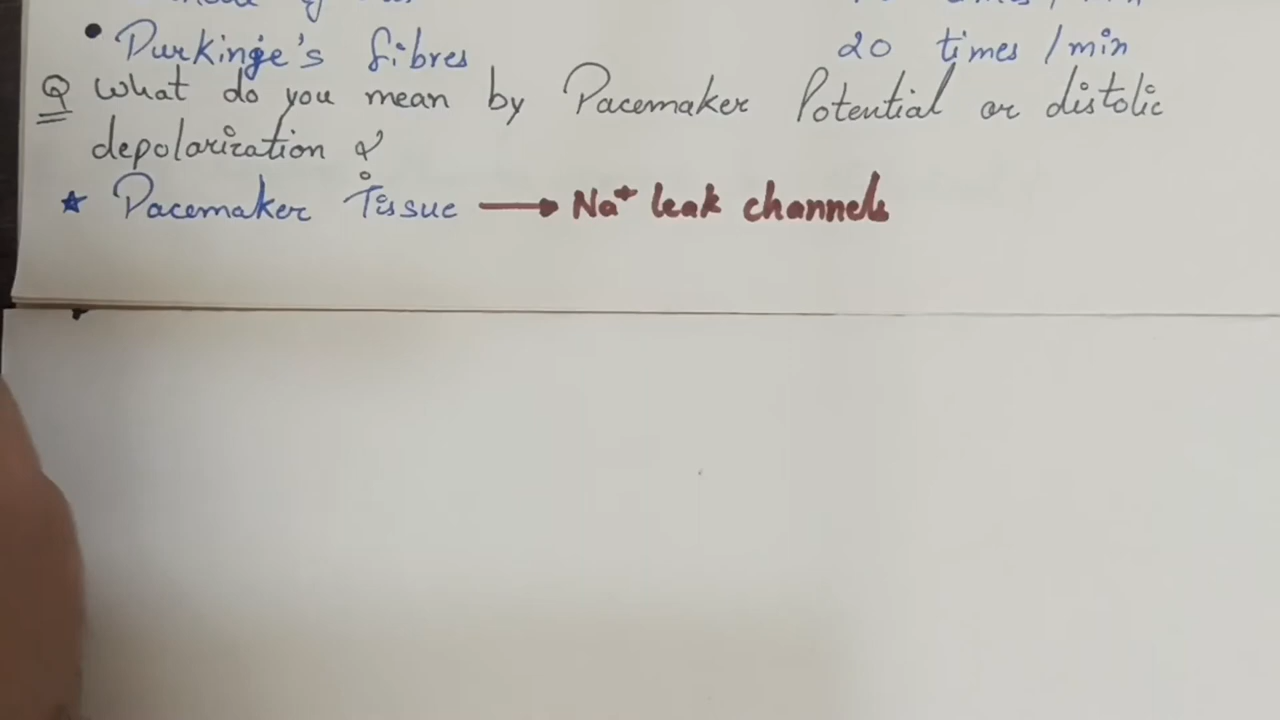 • Purkinje's fibres 20 times / min
Q What do you mean by Pacemaker Potential or distolic
depolarization ?
★ Pacemaker Tissue → Na+ leak channels